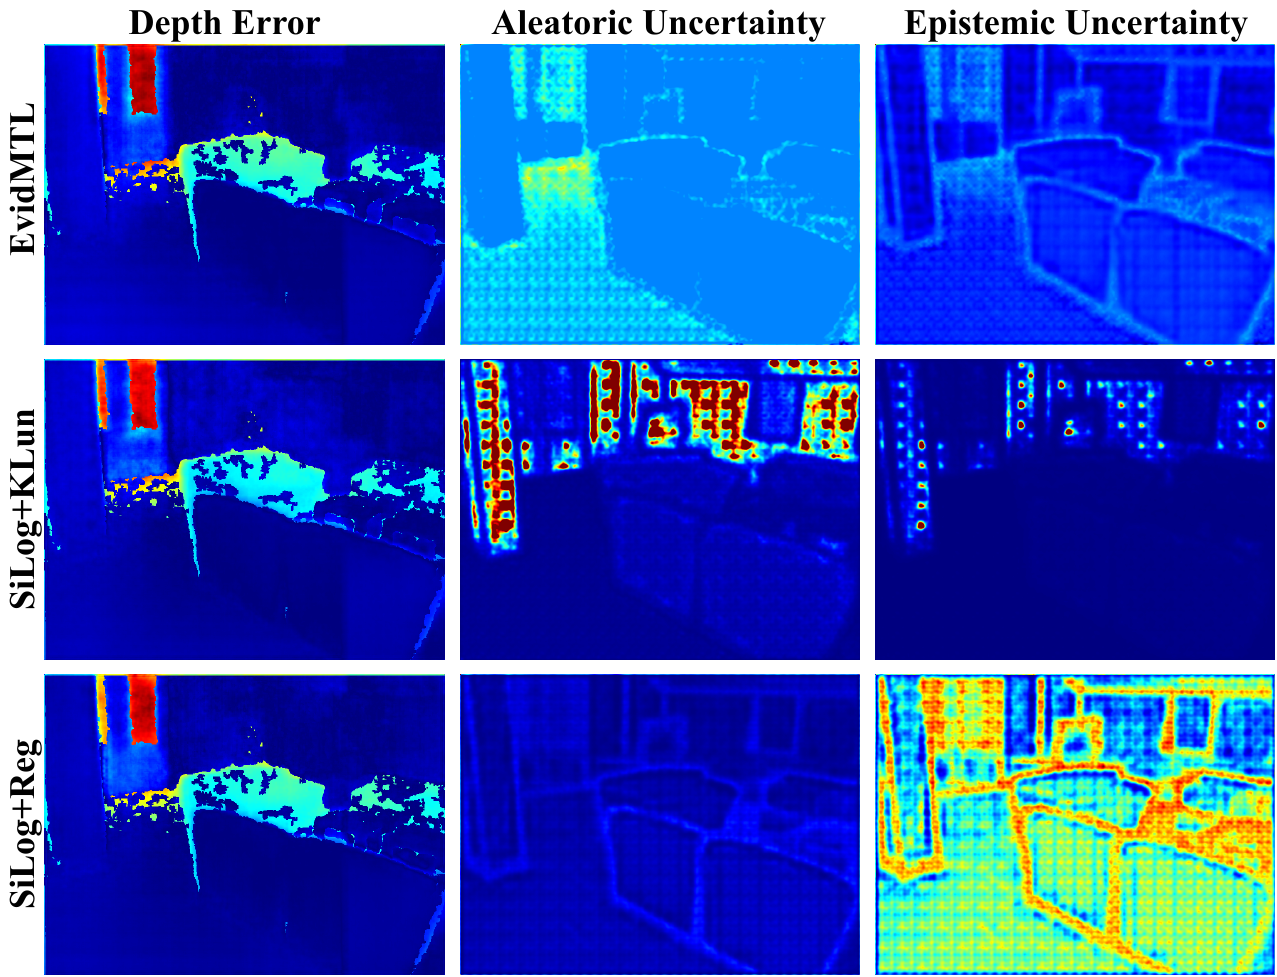 Depth Error
Aleatoric Uncertainty
Epistemic Uncertainty
EvidMTL
SiLog+KLun
SiLog+Reg